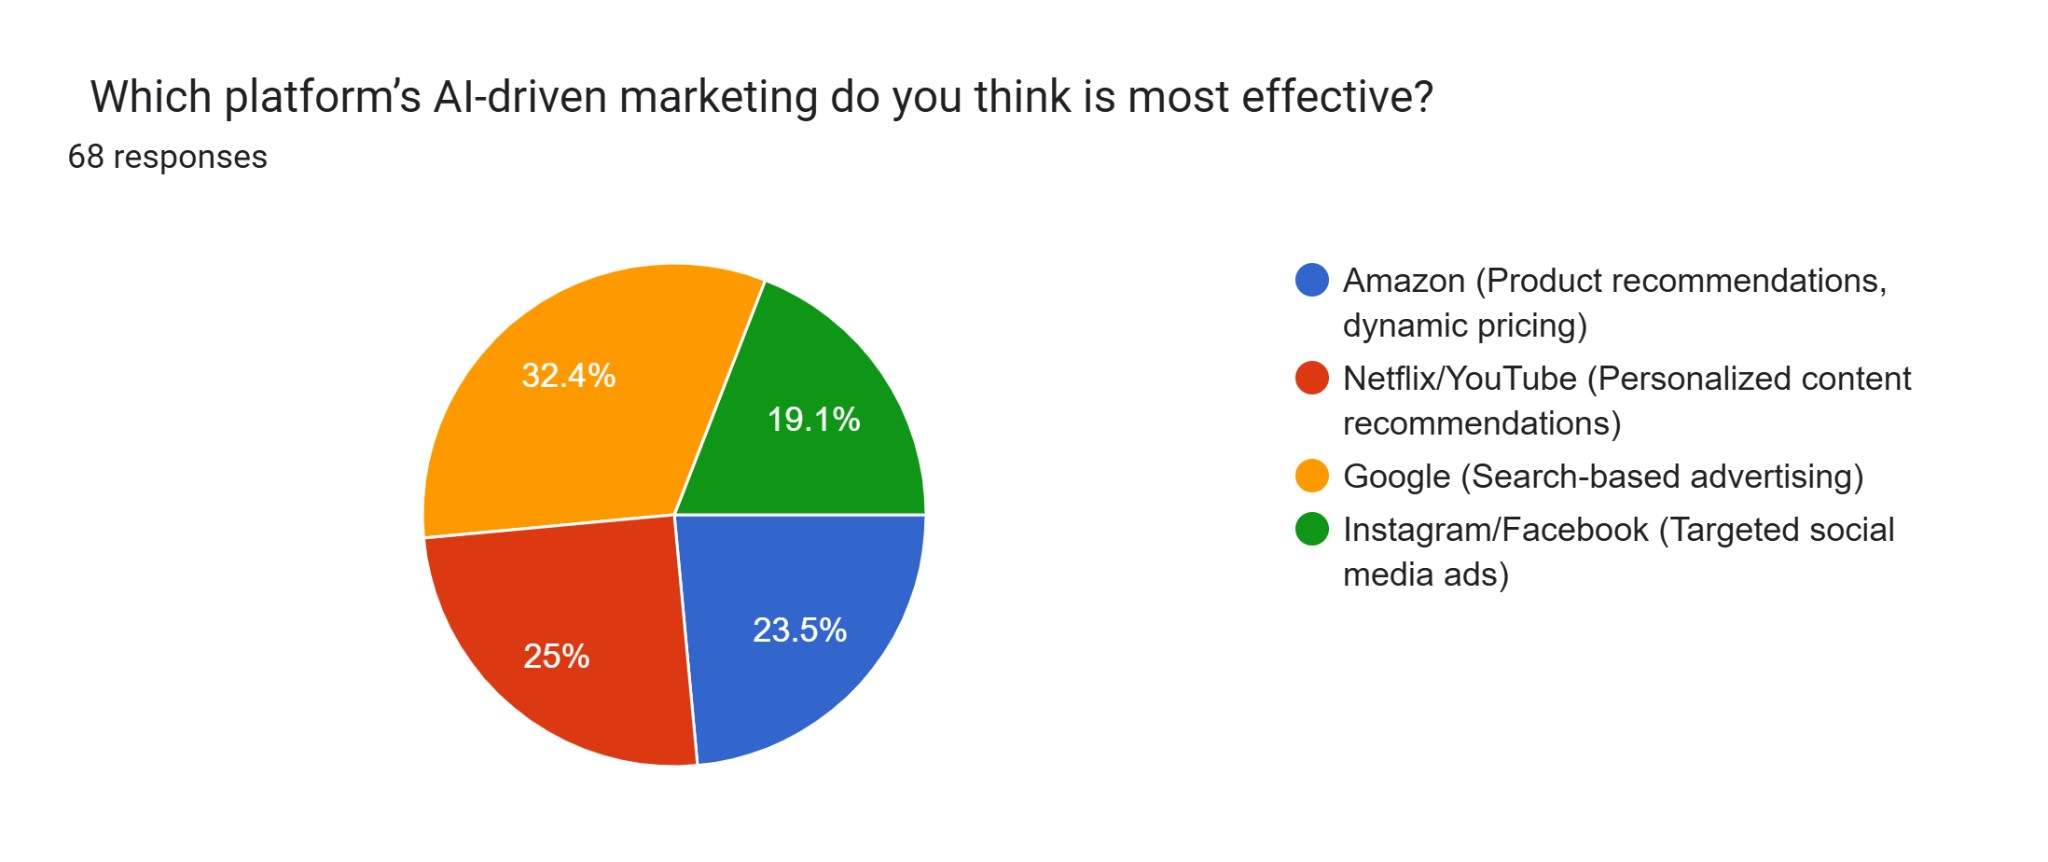 Which platform’s AI-driven marketing do you think is most effective?
68 responses
32.4%
19.1%
25%
23.5%
Amazon (Product recommendations,
dynamic pricing)
Netflix/YouTube (Personalized content
recommendations)
Google (Search-based advertising)
Instagram/Facebook (Targeted social
media ads)